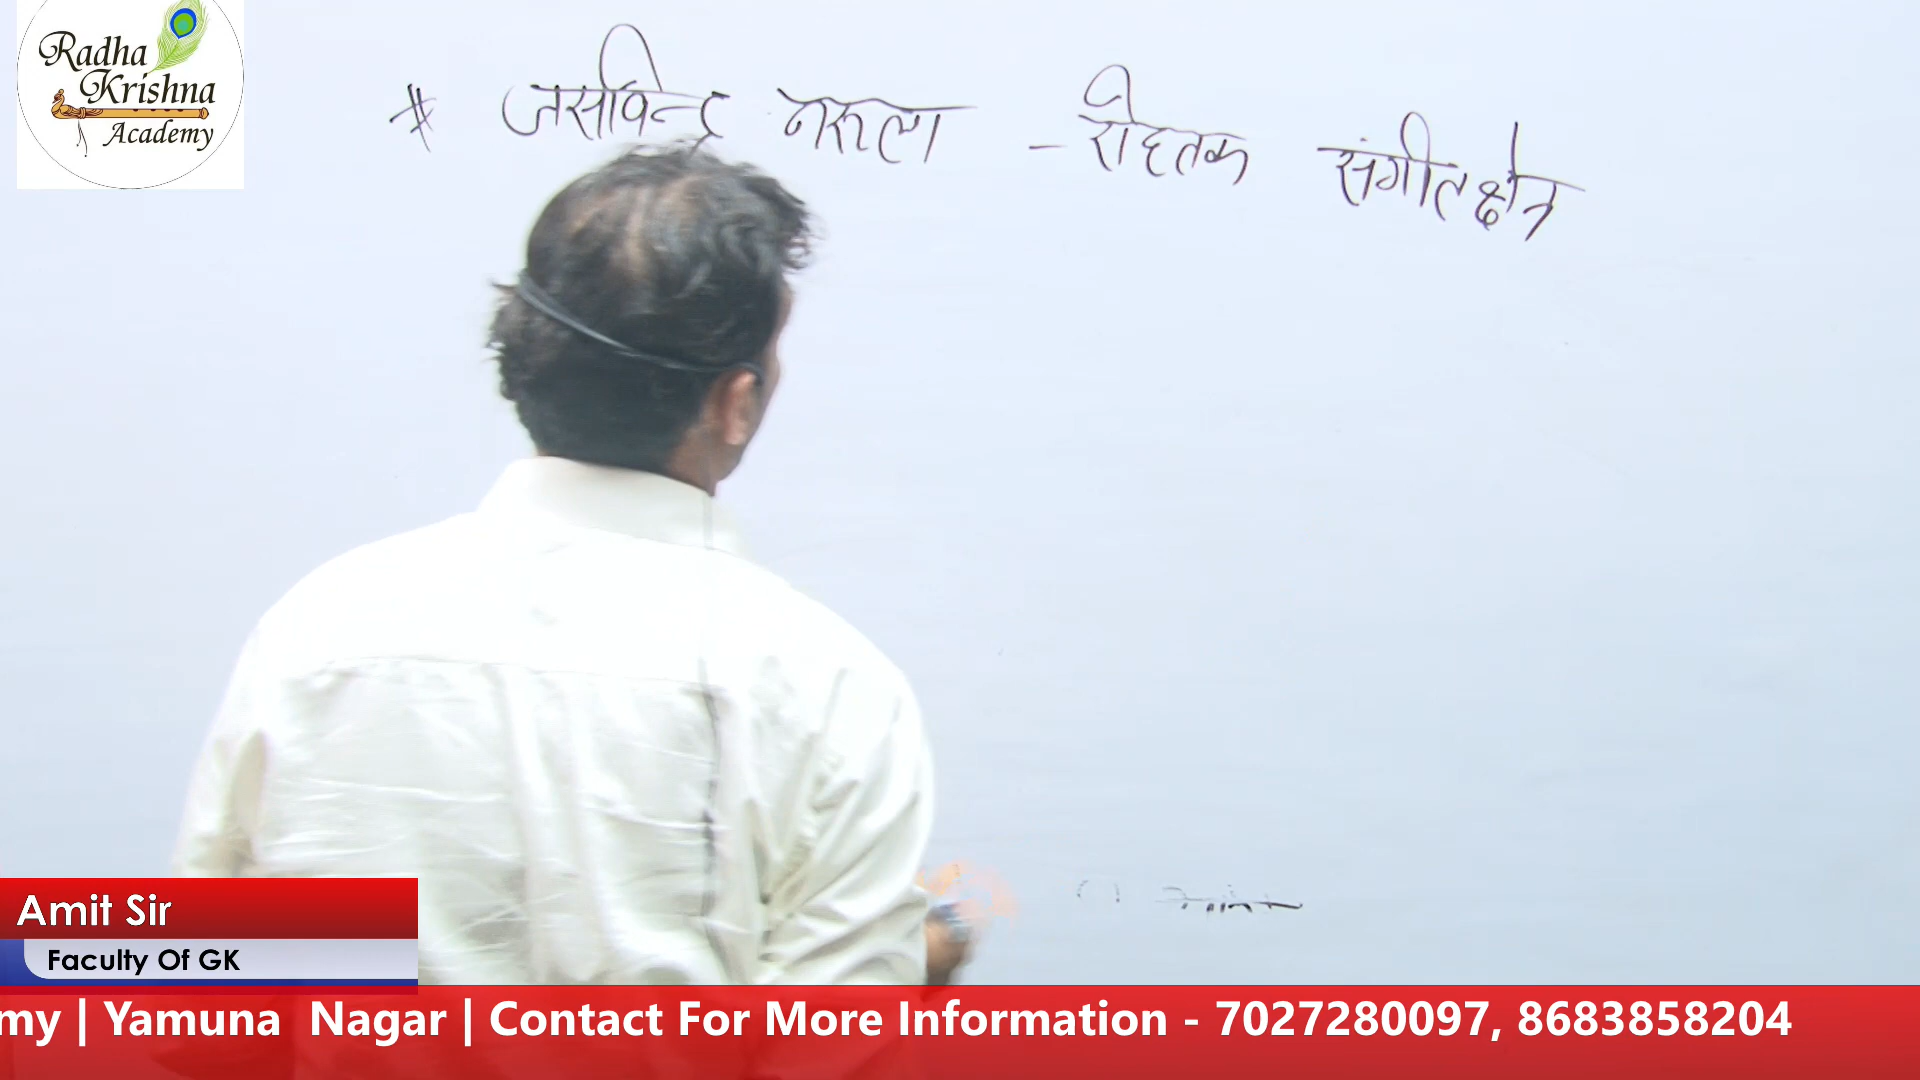 Radha
Krishna
Academy
* जसविन्द्र नरूला - रोहतक संगीत क्षेत्र
Amit Sir
Faculty Of GK
my | Yamuna Nagar | Contact For More Information - 7027280097, 8683858204